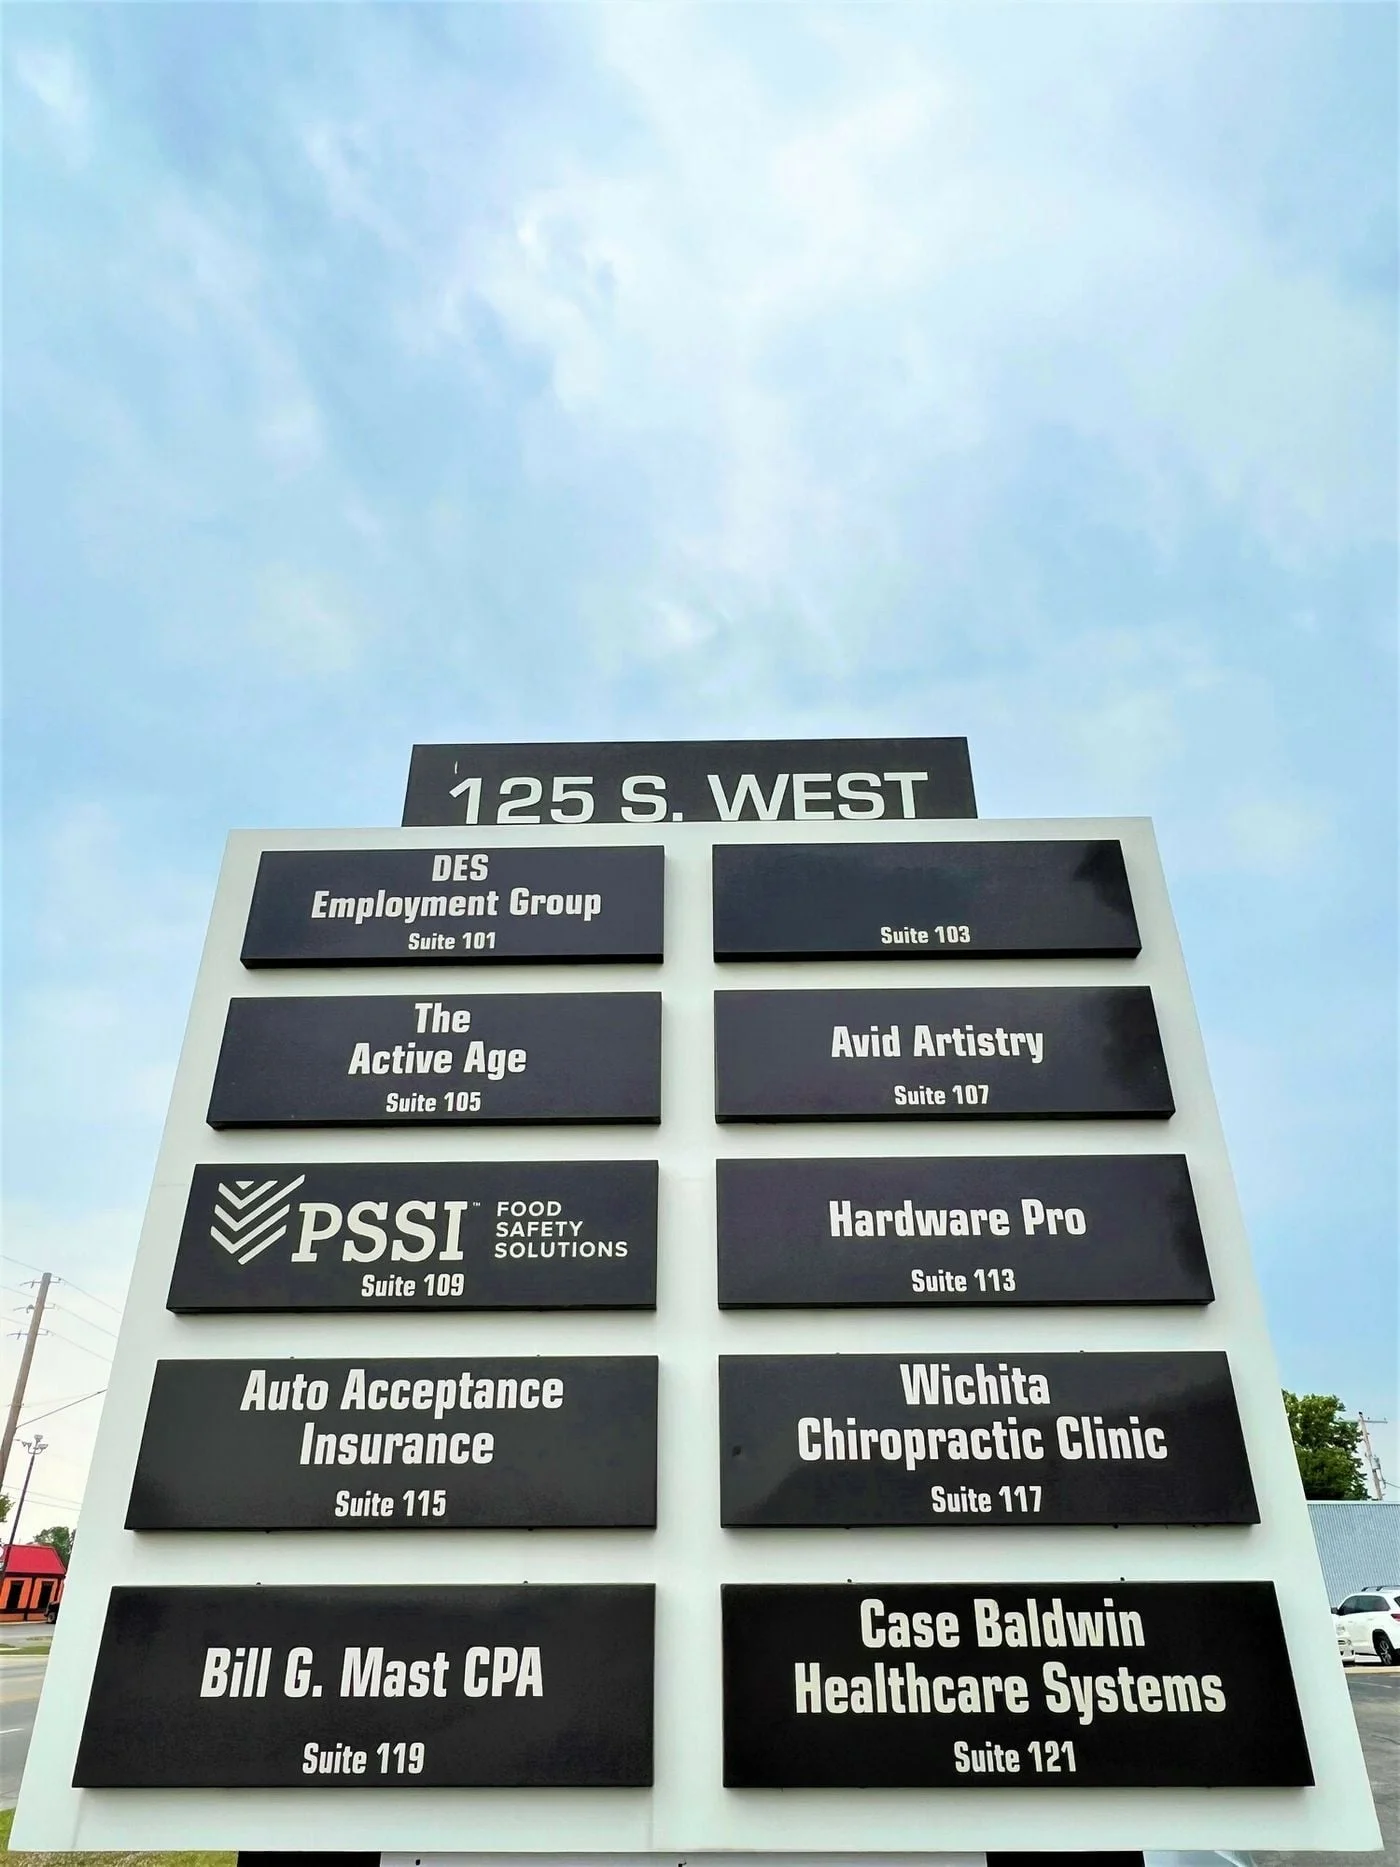 125 S. WEST
DES
Employment Group
Suite 101
Suite 103
The
Active Age
Suite 105
Avid Artistry
Suite 107
PSSI™ FOOD
SAFETY
SOLUTIONS
Suite 109
Hardware Pro
Suite 113
Auto Acceptance
Insurance
Suite 115
Wichita
Chiropractic Clinic
Suite 117
Bill G. Mast CPA
Suite 119
Case Baldwin
Healthcare Systems
Suite 121